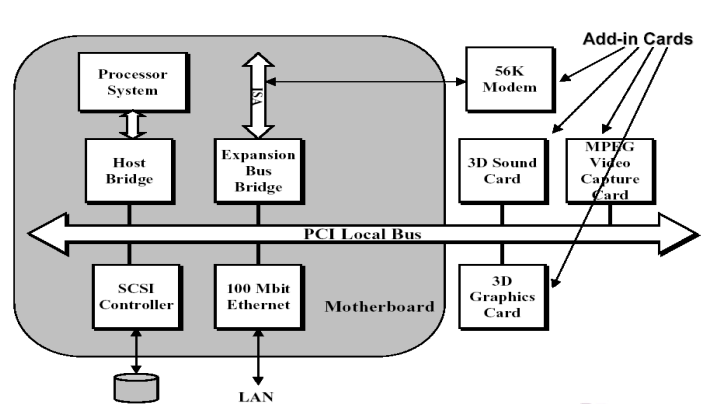 Add-in Cards
Processor
System
ISA
56K
Modem
Host
Bridge
Expansion
Bus
Bridge
3D Sound
Card
MPEG
Video
Capture
Card
PCI Local Bus
SCSI
Controller
100 Mbit
Ethernet
Motherboard
3D
Graphics
Card
LAN